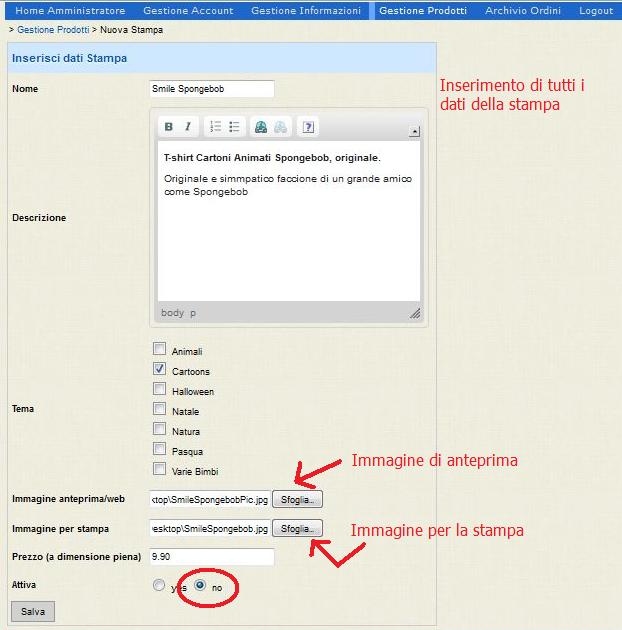 Home Amministratore Gestione Account Gestione Informazioni Gestione Prodotti Archivio Ordini Logout
> Gestione Prodotti > Nuova Stampa
Inserisci dati Stampa
Nome Smile Spongebob
Inserimento di tutti i
dati della stampa
B I ?
T-shirt Cartoni Animati Spongebob, originale.
Originale e simmpatico faccione di un grande amico
come Spongebob
Descrizione
body p
Animali
Cartoons
Halloween
Tema Natale
Natura
Pasqua
Varie Bimbi
Immagine di anteprima
Immagine anteprima/web ktop\SmileSpongebobPic.jpg Sfoglia..
Immagine per stampa esktop\SmileSpongebob.jpg Sfoglia..
Immagine per la stampa
Prezzo (a dimensione piena) 9.90
Attiva yes no
Salva